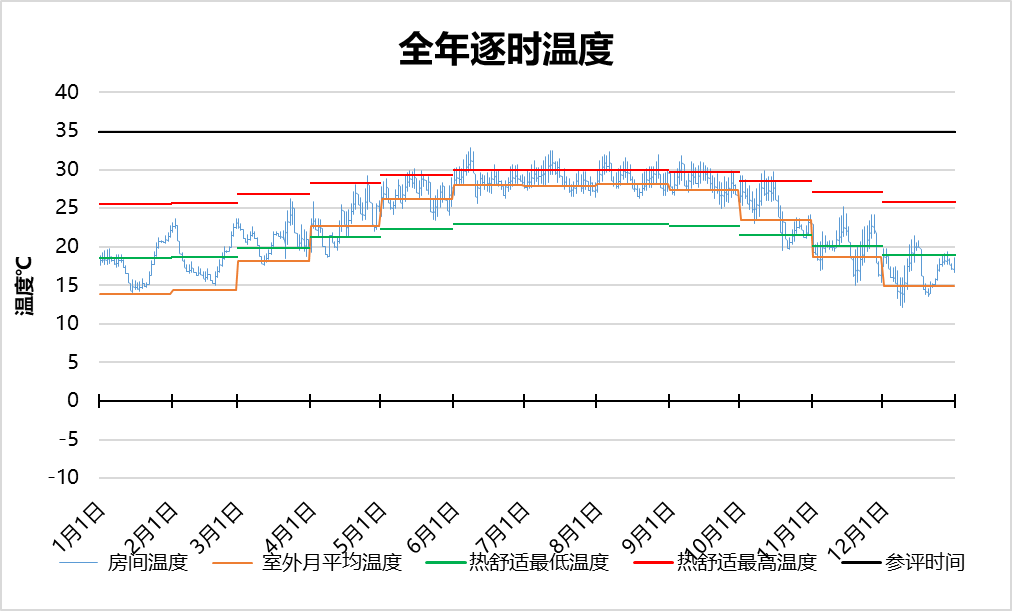 全年逐时温度
温度℃
40
35
30
25
20
15
10
5
0
-5
-10
1月1日
2月1日
3月1日
4月1日
5月1日
6月1日
7月1日
8月1日
9月1日
10月1日
11月1日
12月1日
房间温度 室外月平均温度 热舒适最低温度 热舒适最高温度 参评时间